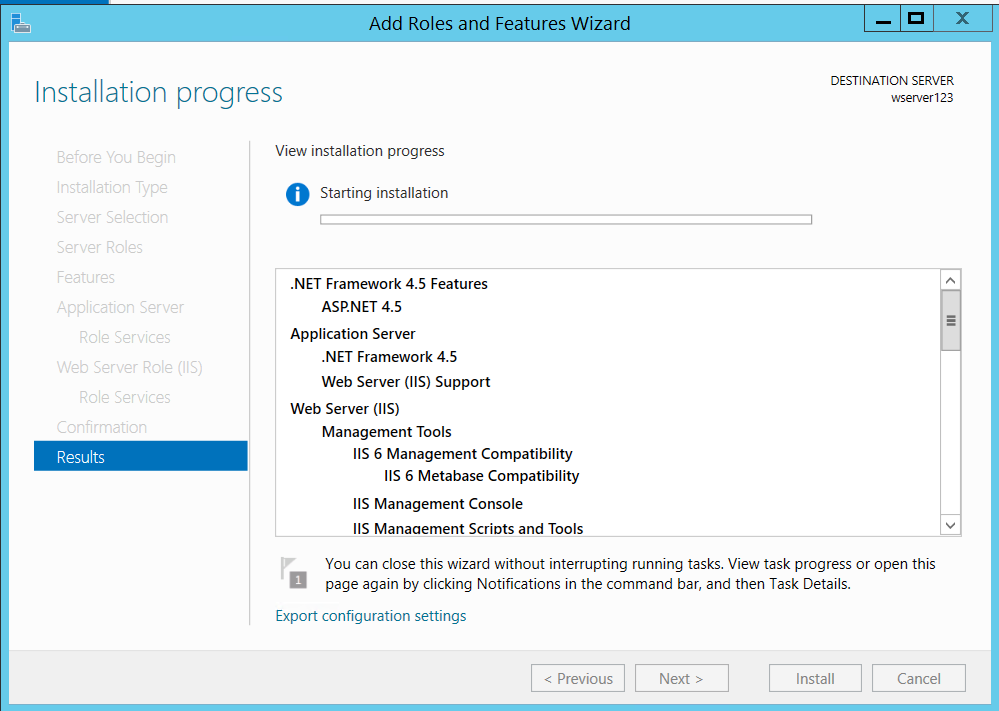 Add Roles and Features Wizard
Installation progress
DESTINATION SERVER
wserver123
Before You Begin
Installation Type
Server Selection
Server Roles
Features
Application Server
Role Services
Web Server Role (IIS)
Role Services
Confirmation
Results
View installation progress
Starting installation
.NET Framework 4.5 Features
ASP.NET 4.5
Application Server
.NET Framework 4.5
Web Server (IIS) Support
Web Server (IIS)
Management Tools
IIS 6 Management Compatibility
IIS 6 Metabase Compatibility
IIS Management Console
IIS Management Scripts and Tools
1
You can close this wizard without interrupting running tasks. View task progress or open this
page again by clicking Notifications in the command bar, and then Task Details.
Export configuration settings
< Previous
Next >
Install
Cancel